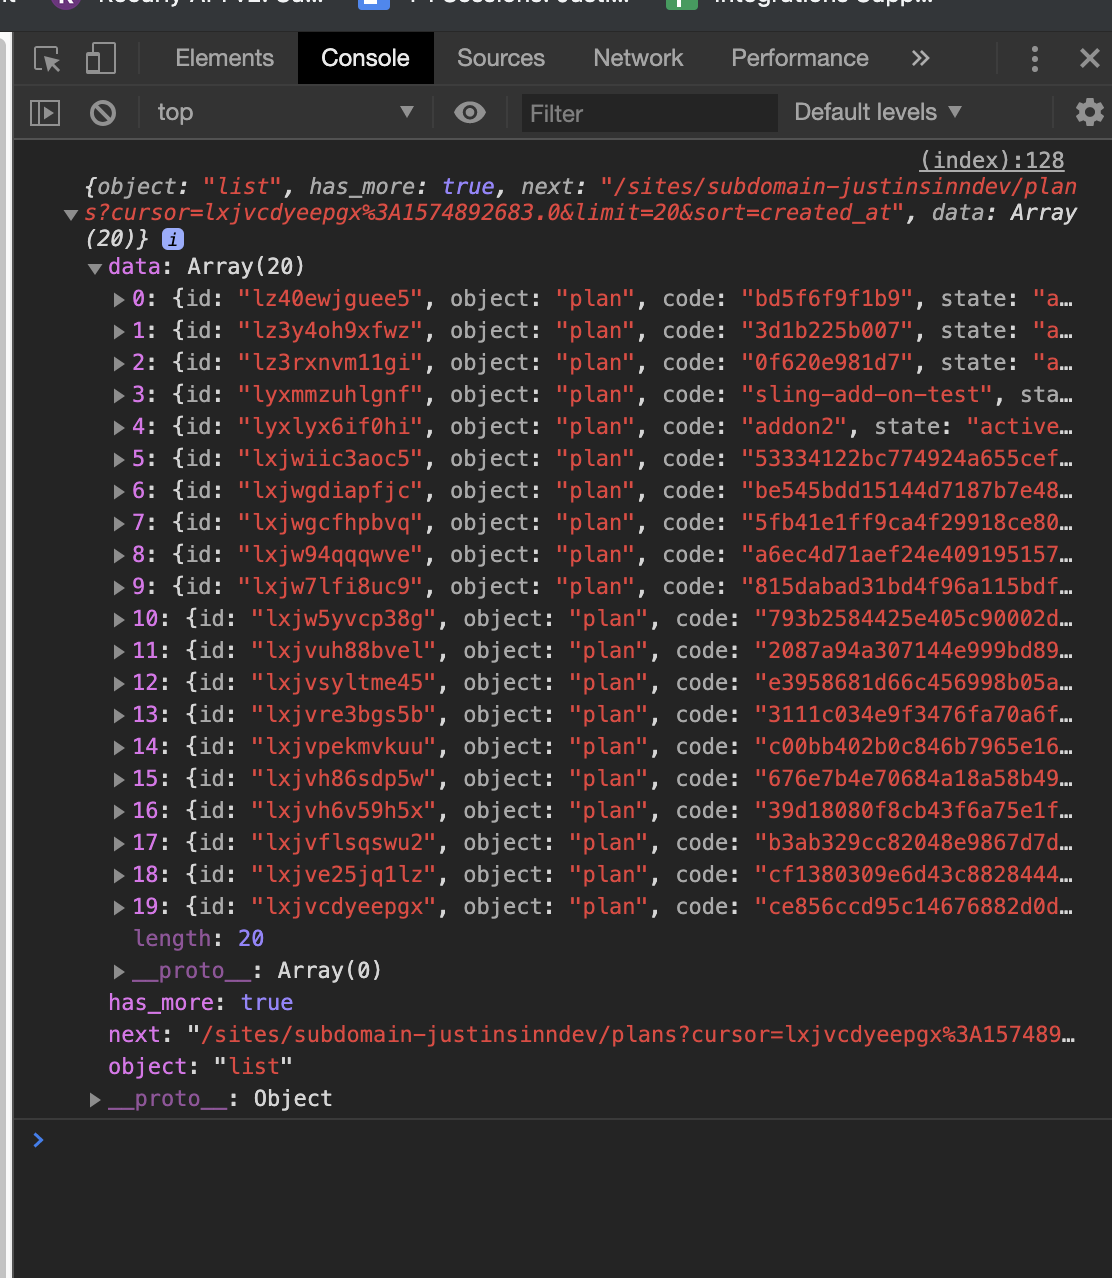 Elements Console Sources Network Performance »
top ▼ Filter Default levels ▼
(index):128
{object: "list", has_more: true, next: "/sites/subdomain-justinsinndev/plan
s?cursor=lxjvcdyeepgx%3A1574892683.0&limit=20&sort=created_at", data: Array
(20)} i
data: Array(20)
0: {id: "lz40ewjguee5", object: "plan", code: "bd5f6f9f1b9", state: "a…
1: {id: "lz3y4oh9xfwz", object: "plan", code: "3d1b225b007", state: "a…
2: {id: "lz3rxnvm11gi", object: "plan", code: "0f620e981d7", state: "a…
3: {id: "lyxmmzuhlgnf", object: "plan", code: "sling-add-on-test", sta…
4: {id: "lyxlyx6if0hi", object: "plan", code: "addon2", state: "active…
5: {id: "lxjwiic3aoc5", object: "plan", code: "53334122bc774924a655cef…
6: {id: "lxjwgdiapfjc", object: "plan", code: "be545bdd15144d7187b7e48…
7: {id: "lxjwgcfhpbvq", object: "plan", code: "5fb41e1ff9ca4f29918ce80…
8: {id: "lxjw94qqqwve", object: "plan", code: "a6ec4d71aef24e409195157…
9: {id: "lxjw7lfi8uc9", object: "plan", code: "815dabad31bd4f96a115bdf…
10: {id: "lxjw5yvcp38g", object: "plan", code: "793b2584425e405c90002d…
11: {id: "lxjvuh88bvel", object: "plan", code: "2087a94a307144e999bd89…
12: {id: "lxjvsyltme45", object: "plan", code: "e3958681d66c456998b05a…
13: {id: "lxjvre3bgs5b", object: "plan", code: "3111c034e9f3476fa70a6f…
14: {id: "lxjvpekmvkuu", object: "plan", code: "c00bb402b0c846b7965e16…
15: {id: "lxjvh86sdp5w", object: "plan", code: "676e7b4e70684a18a58b49…
16: {id: "lxjvh6v59h5x", object: "plan", code: "39d18080f8cb43f6a75e1f…
17: {id: "lxjvflsqswu2", object: "plan", code: "b3ab329cc82048e9867d7d…
18: {id: "lxjve25jq1lz", object: "plan", code: "cf1380309e6d43c8828444…
19: {id: "lxjvcdyeepgx", object: "plan", code: "ce856ccd95c14676882d0d…
length: 20
__proto__: Array(0)
has_more: true
next: "/sites/subdomain-justinsinndev/plans?cursor=lxjvcdyeepgx%3A157489…
object: "list"
__proto__: Object